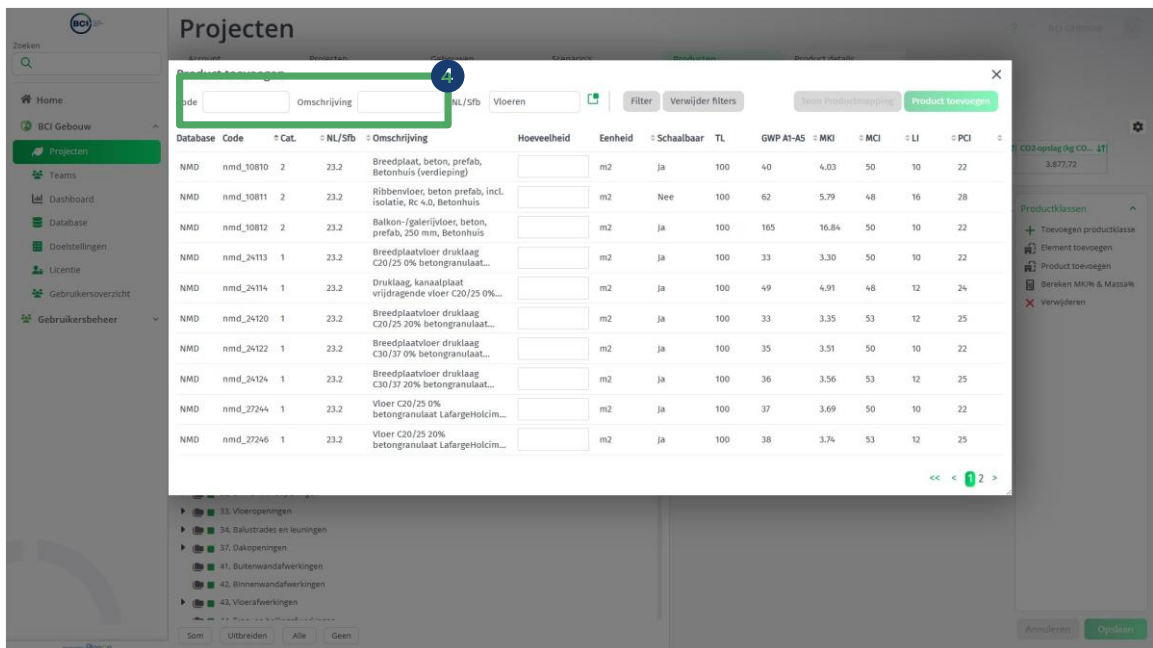 BCI
Projecten
?
BCI Gebouw
Zoeken
Account Projecten Gebouwen Scenario's Producten Product details
Product toevoegen
4
Code Omschrijving NL/Sfb Vloeren Filter Verwijder filters Toon Productmapping Product toevoegen
Home
BCI Gebouw
Projecten
Teams
Dashboard
Database
Doelstellingen
Licentie
Gebruikersoverzicht
Gebruikersbeheer
Database Code Cat. NL/Sfb Omschrijving Hoeveelheid Eenheid Schaalbaar TL GWP A1-A5 MKI MCI LI PCI
NMD nmd_10810 2 23.2 Breedplaat, beton, prefab, m2 Ja 100 40 4.03 50 10 22
Betonhuis (verdieping)
NMD nmd_10811 2 23.2 Ribbenvloer, beton prefab, incl. m2 Nee 100 62 5.79 48 16 28
isolatie, Rc 4.0, Betonhuis
NMD nmd_10812 2 23.2 Balkon-/galerijvloer, beton, m2 Ja 100 165 16.84 50 10 22
prefab, 250 mm, Betonhuis
NMD nmd_24113 1 23.2 Breedplaatvloer druklaag m2 Ja 100 33 3.30 50 10 22
C20/25 0% betongranulaat...
NMD nmd_24114 1 23.2 Druklaag, kanaalplaat m2 Ja 100 49 4.91 48 12 24
vrijdragende vloer C20/25 0%...
NMD nmd_24120 1 23.2 Breedplaatvloer druklaag m2 Ja 100 33 3.35 53 12 25
C20/25 20% betongranulaat...
NMD nmd_24122 1 23.2 Breedplaatvloer druklaag m2 Ja 100 35 3.51 50 10 22
C30/37 0% betongranulaat...
NMD nmd_24124 1 23.2 Breedplaatvloer druklaag m2 Ja 100 36 3.56 53 12 25
C30/37 20% betongranulaat...
NMD nmd_27244 1 23.2 Vloer C20/25 0% m2 Ja 100 37 3.69 50 10 22
betongranulaat LafargeHolcim...
NMD nmd_27246 1 23.2 Vloer C20/25 20% m2 Ja 100 38 3.74 53 12 25
betongranulaat LafargeHolcim...
<< < 1 2 >
CO2-opslag (kg CO...
3.877,72
Productklassen
Toevoegen productklasse
Element toevoegen
Product toevoegen
Bereken MKI% & Massa%
Verwijderen
33, Vloeropeningen
34, Balustrades en leuningen
37, Dakopeningen
41, Buitenwandafwerkingen
42, Binnenwandafwerkingen
43, Vloerafwerkingen
Som Uitbreiden Alle Geen
Annuleren Opslaan